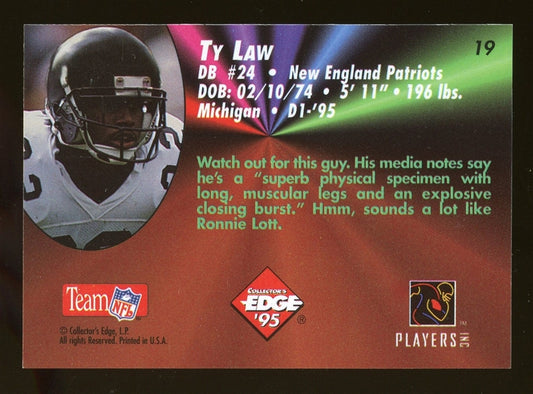 Ty Law
19
DB #24 • New England Patriots
DOB: 02/10/74 • 5' 11" • 196 lbs.
Michigan • D1-'95
Watch out for this guy. His media notes say
he's a "superb physical specimen with
long, muscular legs and an explosive
closing burst." Hmm, sounds a lot like
Ronnie Lott.
Team NFL
© Collector's Edge, L.P.
All rights Reserved. Printed in U.S.A.
COLLECTOR'S
EDGE
'95
®
™
PLAYERS INC